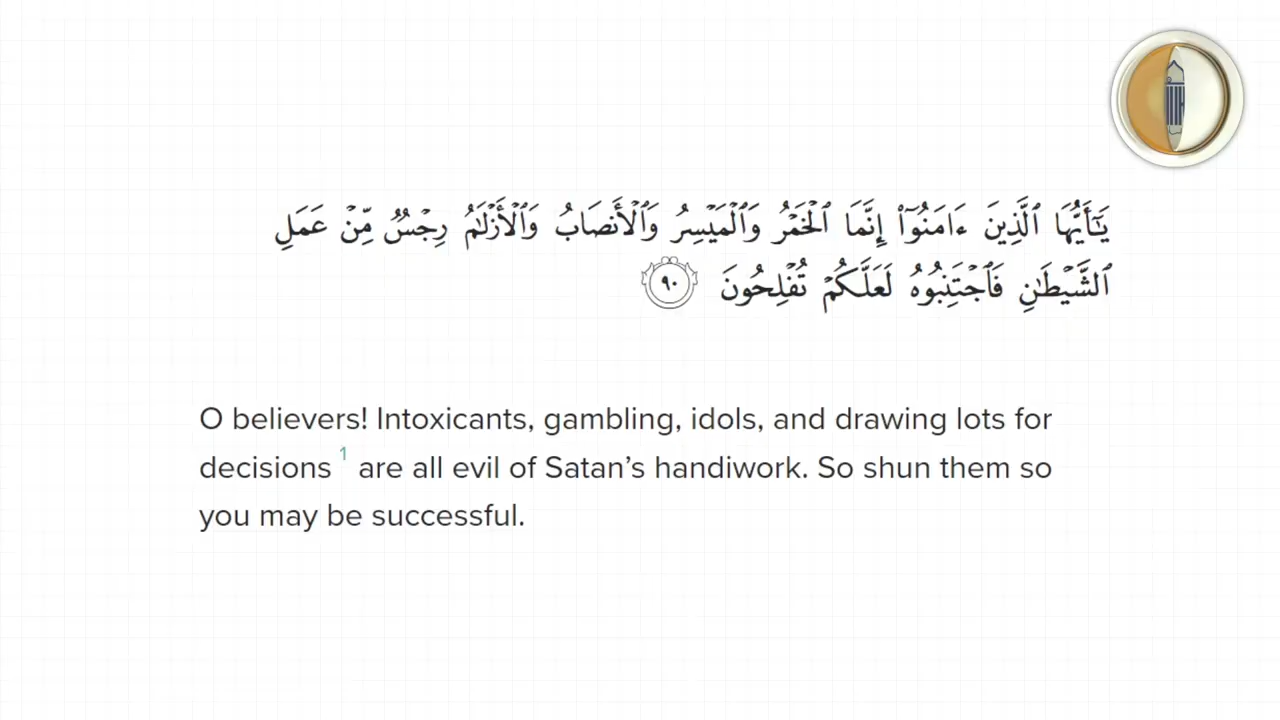 يَـٰٓأَيُّهَا ٱلَّذِينَ ءَامَنُوٓا۟ إِنَّمَا ٱلْخَمْرُ وَٱلْمَيْسِرُ وَٱلْأَنصَابُ وَٱلْأَزْلَـٰمُ رِجْسٌ مِّنْ عَمَلِ
ٱلشَّيْطَـٰنِ فَٱجْتَنِبُوهُ لَعَلَّكُمْ تُفْلِحُونَ ٩٠
O believers! Intoxicants, gambling, idols, and drawing lots for
decisions 1 are all evil of Satan’s handiwork. So shun them so
you may be successful.